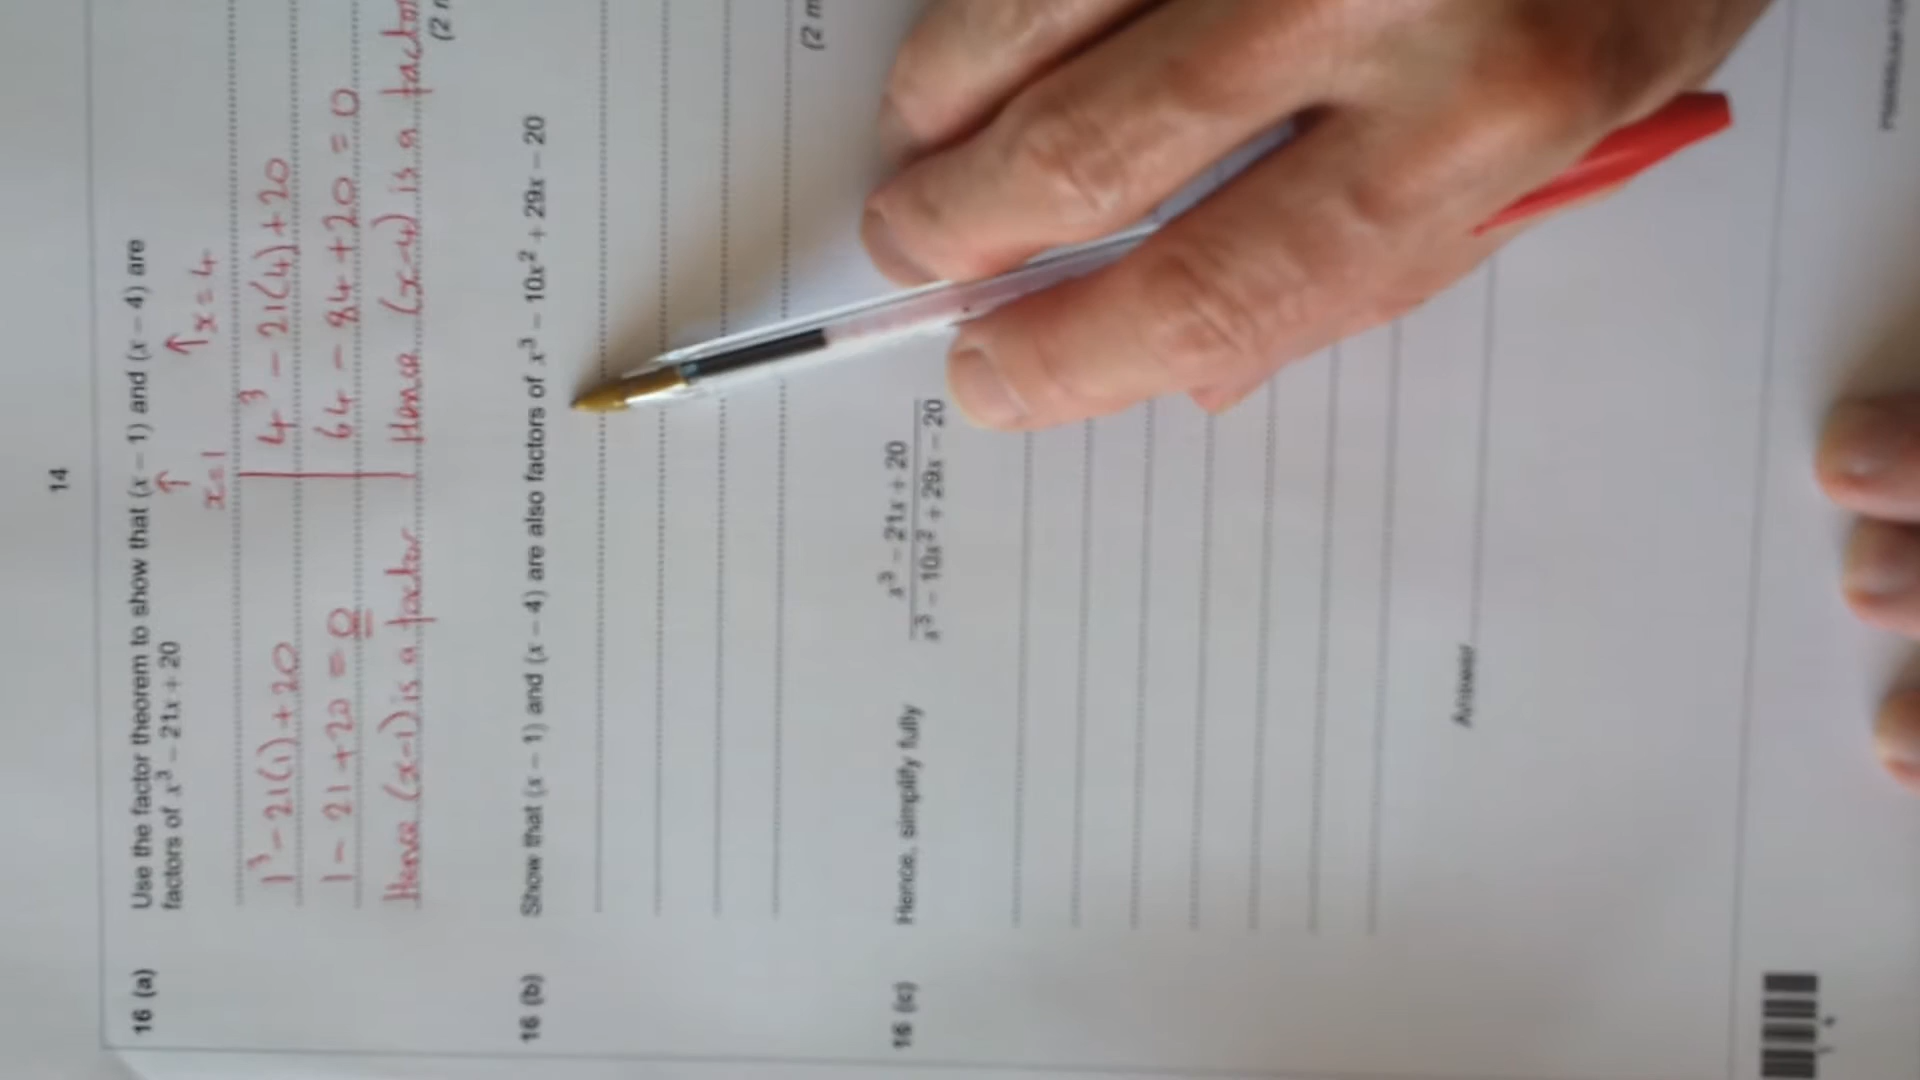 14
16 (a) Use the factor theorem to show that (x − 1) and (x − 4) are
factors of x³ − 21x + 20
↑ ↑
x=1 x=4
1³ − 21(1) + 20
1 − 21 + 20 = 0
Hence (x−1) is a factor
4³ − 21(4) + 20
64 − 84 + 20 = 0
Hence (x−4) is a factor
(2
16 (b) Show that (x − 1) and (x − 4) are also factors of x³ − 10x² + 29x − 20
(2
16 (c) Hence, simplify fully
x³ − 21x + 20
x³ − 10x² + 29x − 20
Answer